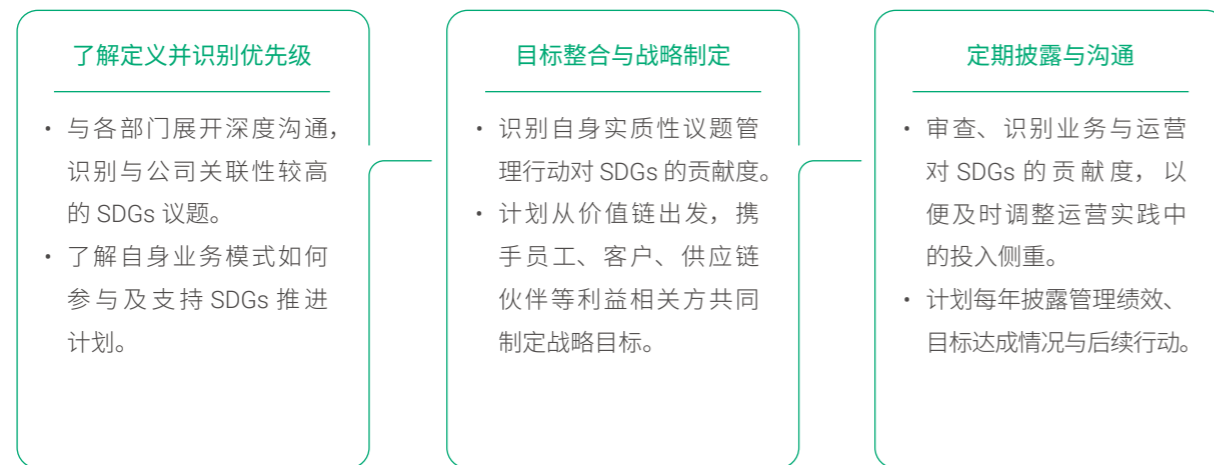 了解定义并识别优先级
• 与各部门展开深度沟通，
识别与公司关联性较高
的 SDGs 议题。
• 了解自身业务模式如何
参与及支持 SDGs 推进
计划。
目标整合与战略制定
• 识别自身实质性议题管
理行动对 SDGs 的贡献度。
• 计划从价值链出发，携
手员工、客户、供应链
伙伴等利益相关方共同
制定战略目标。
定期披露与沟通
• 审查、识别业务与运营
对 SDGs 的贡献度，以
便及时调整运营实践中
的投入侧重。
• 计划每年披露管理绩效、
目标达成情况与后续行动。